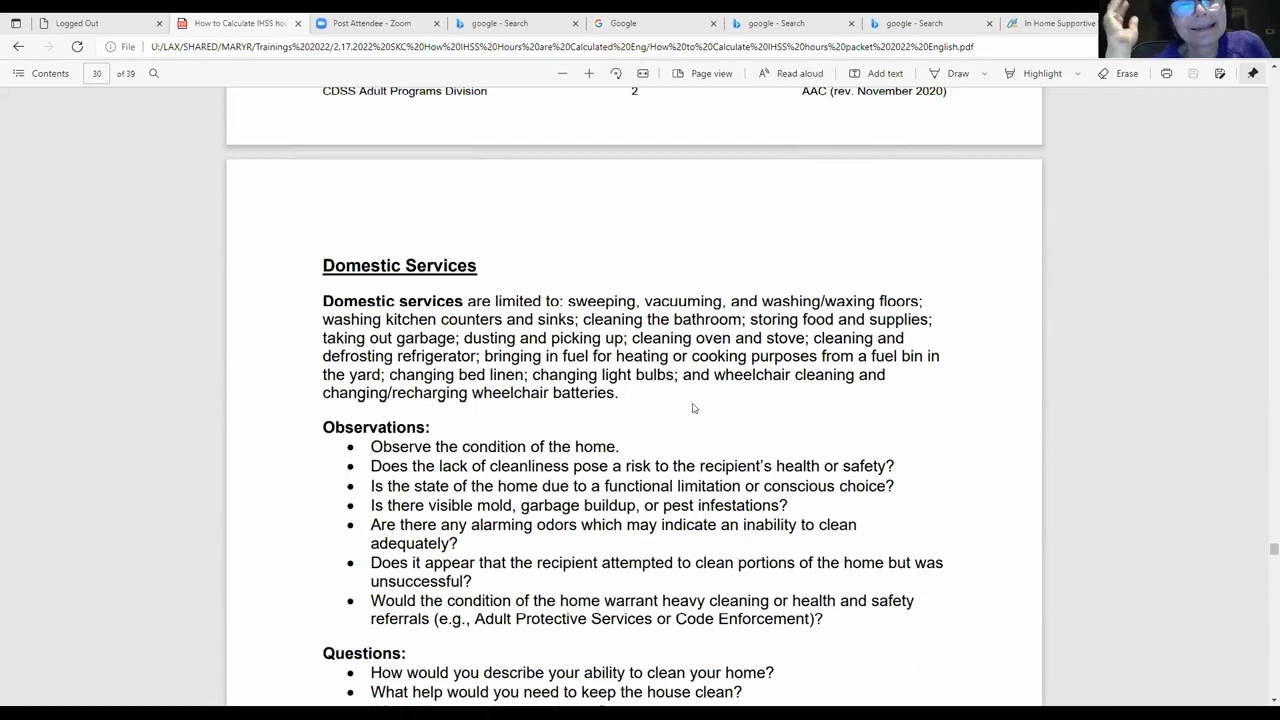 Logged Out
How to Calculate IHSS hou
Post Attendee - Zoom
google - Search
Google
google - Search
google - Search
In Home Supportive
File
U:/LAX/SHARED/MARYR/Trainings%202022/2.17.2022%20SKC%20How%20IHSS%20Hours%20are%20Calculated%20Eng/How%20to%20Calculate%20IHSS%20hours%20packet%202022%20English.pdf
Contents
30
of 39
Page view
Read aloud
Add text
Draw
Highlight
Erase
CDSS Adult Programs Division
2
AAC (rev. November 2020)
Domestic Services
Domestic services are limited to: sweeping, vacuuming, and washing/waxing floors;
washing kitchen counters and sinks; cleaning the bathroom; storing food and supplies;
taking out garbage; dusting and picking up; cleaning oven and stove; cleaning and
defrosting refrigerator; bringing in fuel for heating or cooking purposes from a fuel bin in
the yard; changing bed linen; changing light bulbs; and wheelchair cleaning and
changing/recharging wheelchair batteries.
Observations:
• Observe the condition of the home.
• Does the lack of cleanliness pose a risk to the recipient's health or safety?
• Is the state of the home due to a functional limitation or conscious choice?
• Is there visible mold, garbage buildup, or pest infestations?
• Are there any alarming odors which may indicate an inability to clean
adequately?
• Does it appear that the recipient attempted to clean portions of the home but was
unsuccessful?
• Would the condition of the home warrant heavy cleaning or health and safety
referrals (e.g., Adult Protective Services or Code Enforcement)?
Questions:
• How would you describe your ability to clean your home?
• What help would you need to keep the house clean?